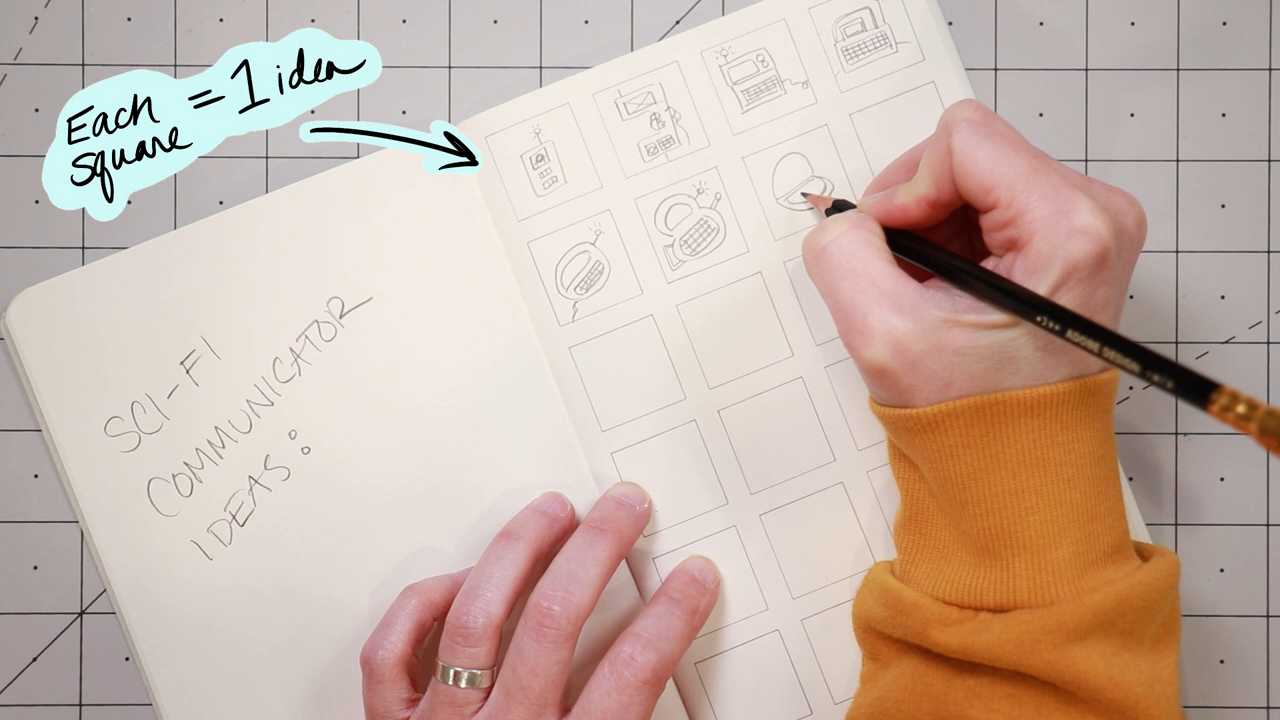 Each = 1 idea
square
SCI-FI
COMMUNICATOR
IDEAS:
ADOBE DESIGN